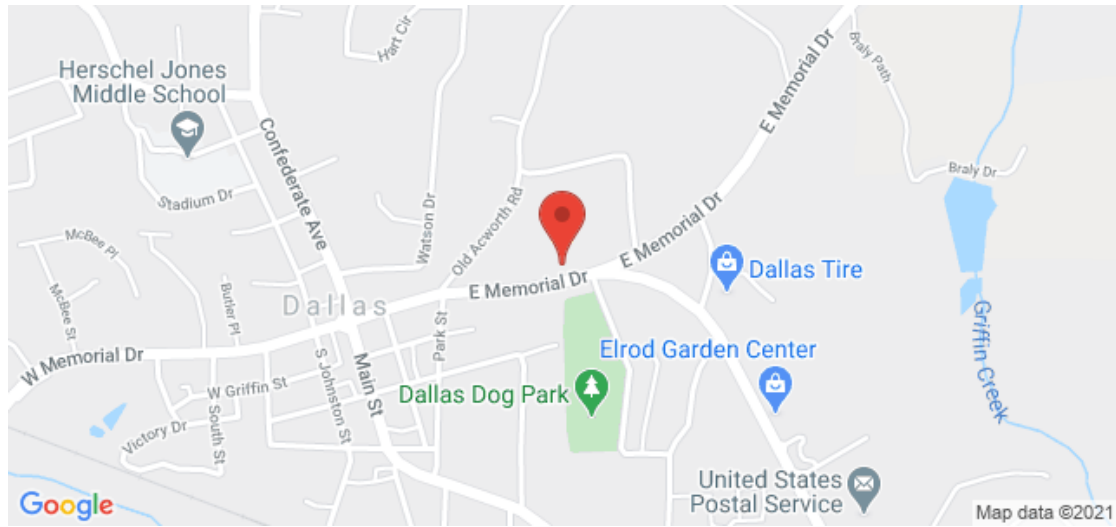 Hart Cir
E Memorial Dr
Braly Path
Herschel Jones
Middle School
Confederate Ave
Stadium Dr
Watson Dr
Old Acworth Rd
Braly Dr
McBee Pl
E Memorial Dr
Dallas Tire
McBee St
Butler Pl
Dallas
E Memorial Dr
Park St
Griffin Creek
W Memorial Dr
S Johnston St
Main St
Elrod Garden Center
W Griffin St
Dallas Dog Park
Victory Dr
South St
United States
Postal Service
Google
Map data ©2021